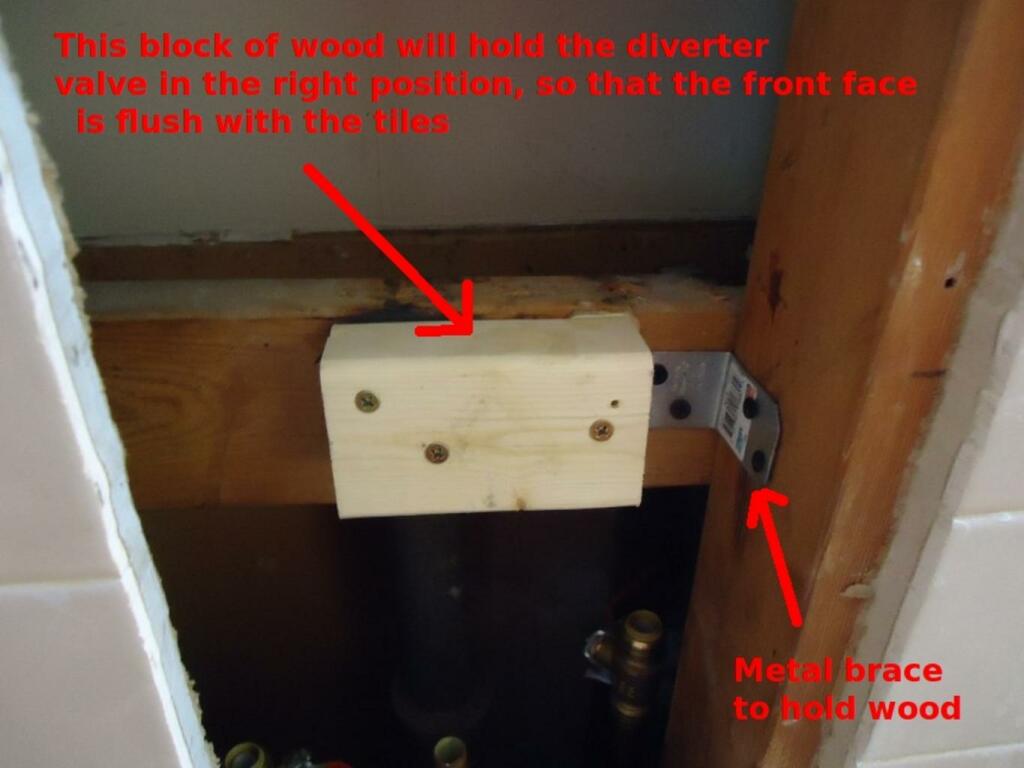 This block of wood will hold the diverter
valve in the right position, so that the front face
is flush with the tiles
Metal brace
to hold wood